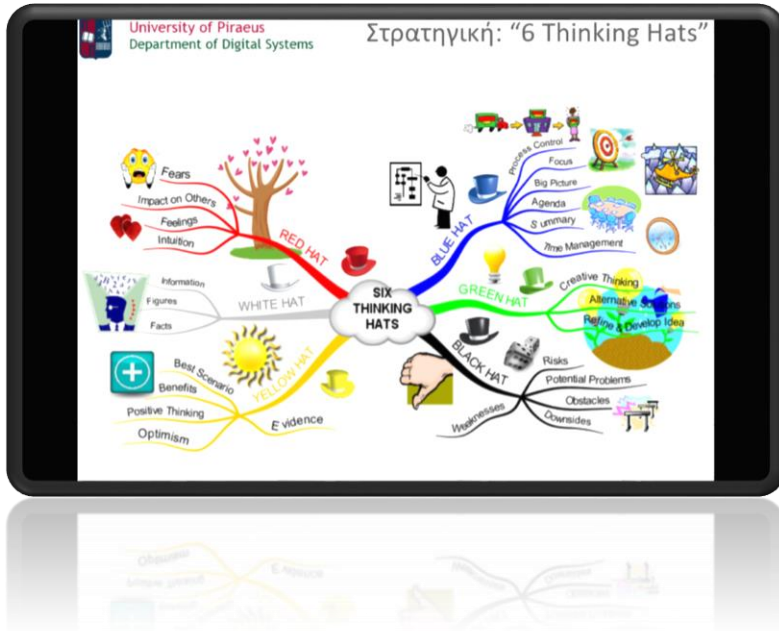 University of Piraeus
Department of Digital Systems
Στρατηγική: “6 Thinking Hats”
SIX
THINKING
HATS
RED HAT
Fears
Impact on Others
Feelings
Intuition
WHITE HAT
Information
Figures
Facts
YELLOW HAT
Best Scenario
Benefits
Positive Thinking
Optimism
Evidence
BLUE HAT
Process Control
Focus
Big Picture
Agenda
Summary
Time Management
GREEN HAT
Creative Thinking
Alternative Solutions
Refine & Develop Idea
BLACK HAT
Risks
Potential Problems
Obstacles
Downsides
Weaknesses